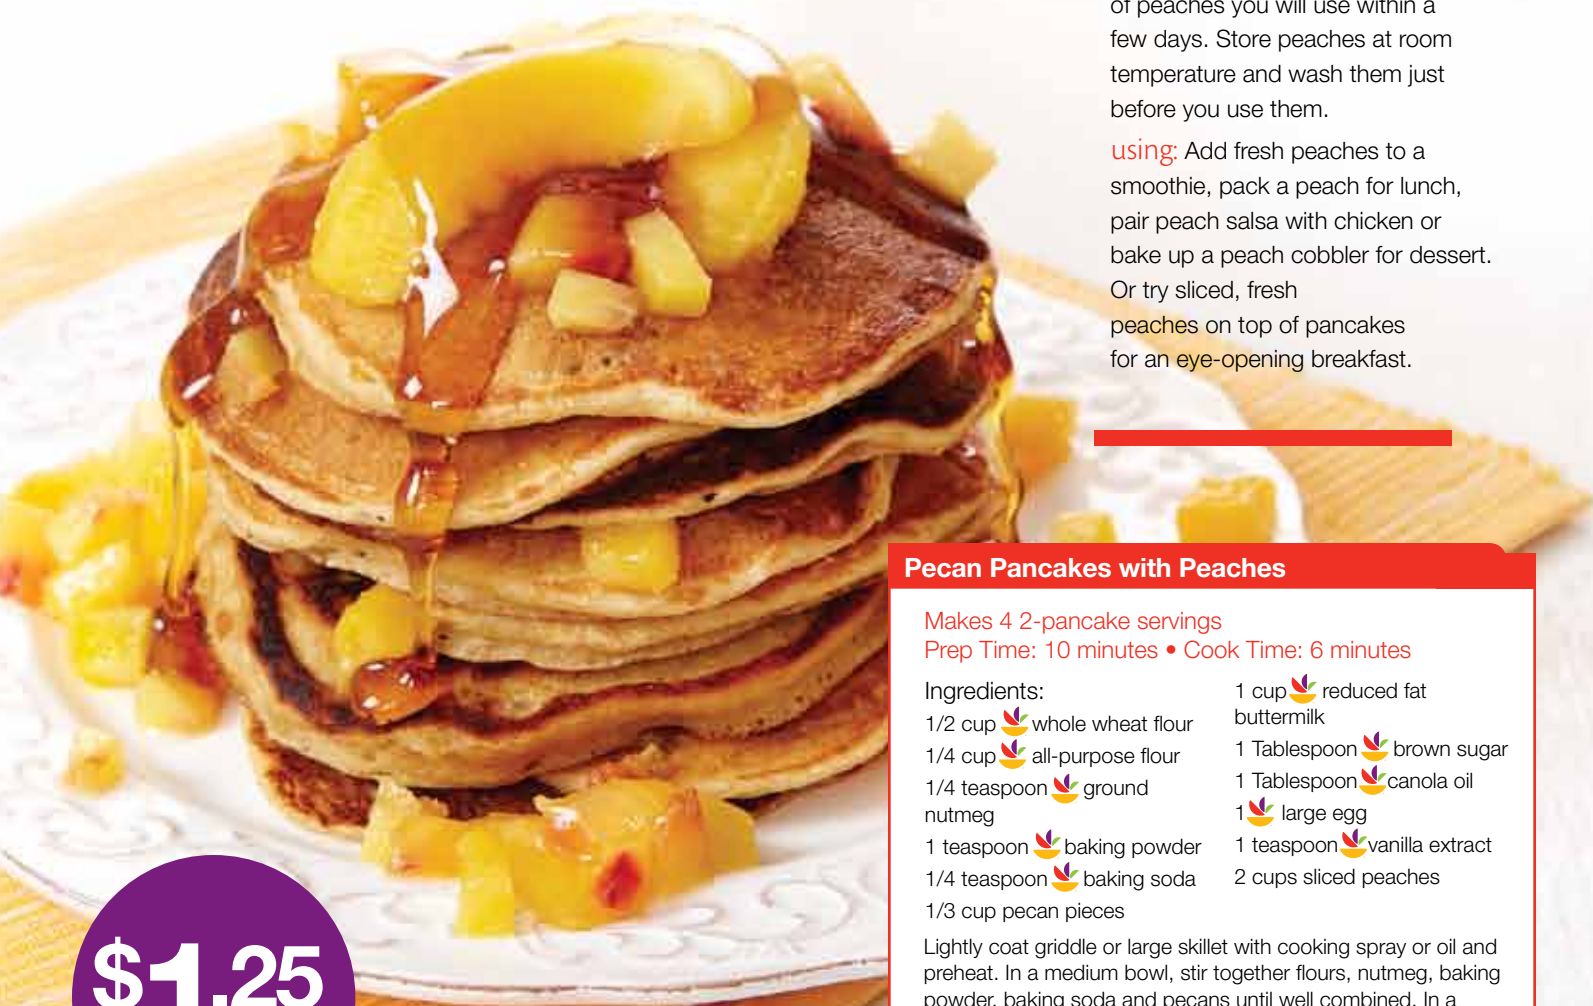 of peaches you will use within a
few days. Store peaches at room
temperature and wash them just
before you use them.
using: Add fresh peaches to a
smoothie, pack a peach for lunch,
pair peach salsa with chicken or
bake up a peach cobbler for dessert.
Or try sliced, fresh
peaches on top of pancakes
for an eye-opening breakfast.
Pecan Pancakes with Peaches
Makes 4 2-pancake servings
Prep Time: 10 minutes • Cook Time: 6 minutes
Ingredients:
1/2 cup whole wheat flour
1/4 cup all-purpose flour
1/4 teaspoon ground
nutmeg
1 teaspoon baking powder
1/4 teaspoon baking soda
1/3 cup pecan pieces
1 cup reduced fat
buttermilk
1 Tablespoon brown sugar
1 Tablespoon canola oil
1 large egg
1 teaspoon vanilla extract
2 cups sliced peaches
Lightly coat griddle or large skillet with cooking spray or oil and
preheat. In a medium bowl, stir together flours, nutmeg, baking
powder, baking soda and pecans until well combined. In a
$1.25